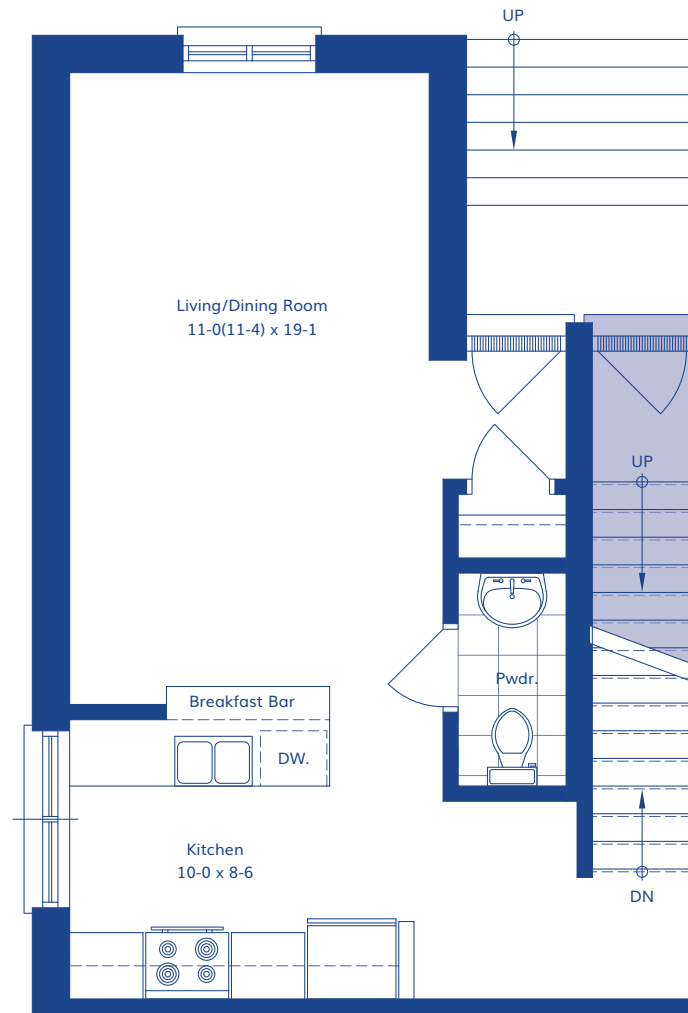 UP
Living/Dining Room
11-0(11-4) x 19-1
UP
Pwdr.
Breakfast Bar
DW.
Kitchen
10-0 x 8-6
DN